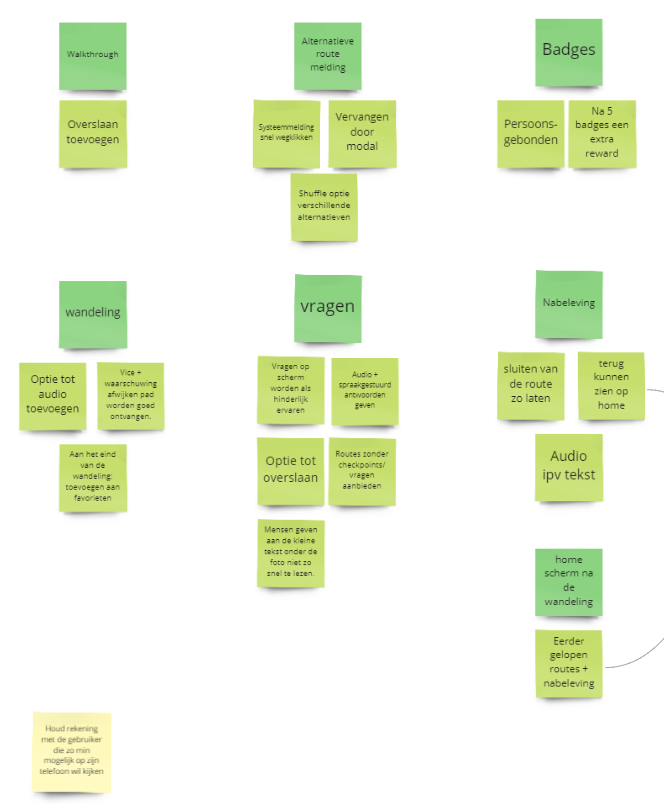 Walkthrough
Overslaan
toevoegen
Alternatieve
route
melding
Systeemmelding
snel wegklikken
Vervangen
door
modal
Shuffle optie
verschillende
alternatieven
Badges
Persoons-
gebonden
Na 5
badges een
extra
reward
wandeling
Optie tot
audio
toevoegen
Vice +
waarschuwing
afwijken pad
worden goed
ontvangen.
Aan het eind
van de
wandeling:
toevoegen aan
favorieten
vragen
Vragen op
scherm
worden als
hinderlijk
ervaren
Audio +
spraakgestuurd
antwoorden
geven
Optie tot
overslaan
Routes zonder
checkpoints/
vragen
aanbieden
Mensen geven
aan de kleine
tekst onder de
foto niet zo
snel te lezen.
Nabeleving
sluiten van
de route
zo laten
terug
kunnen
zien op
home
Audio
ipv tekst
home
scherm na
de
wandeling
Eerder
gelopen
routes +
nabeleving
Houd rekening
met de gebruiker
die zo min
mogelijk op zijn
telefoon wil kijken